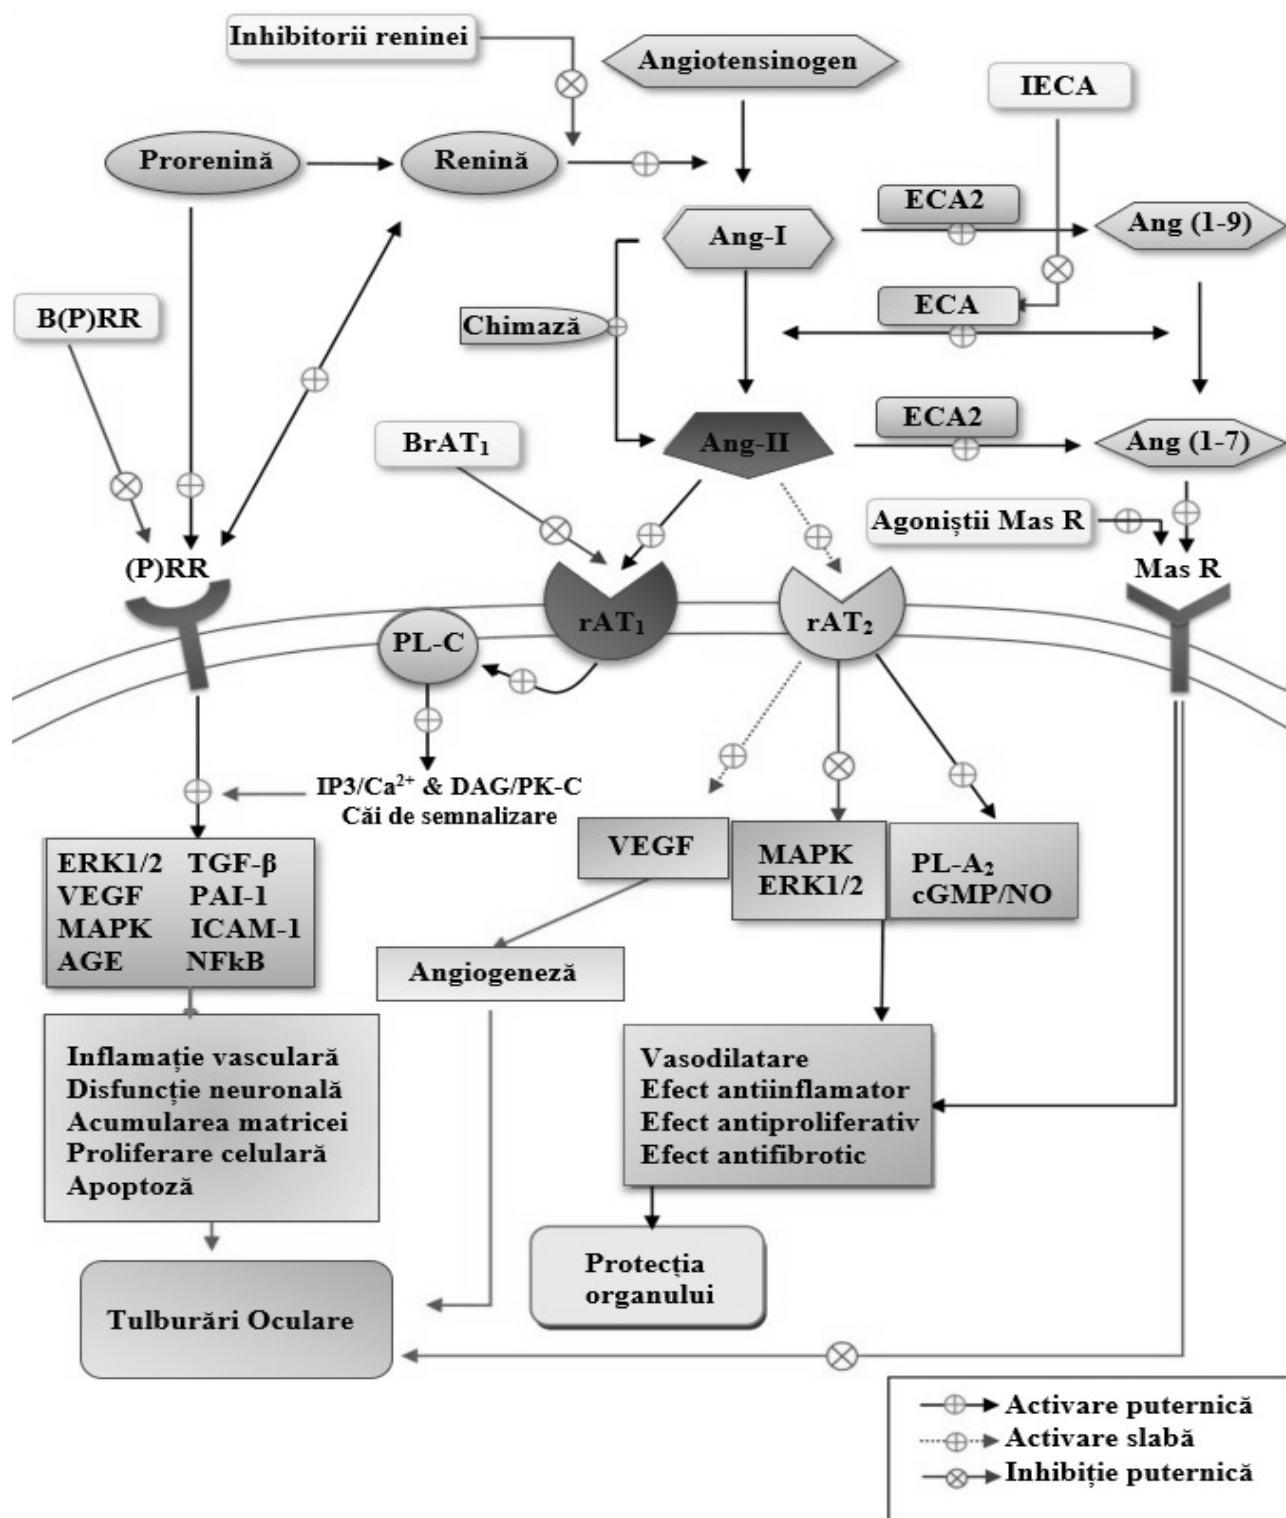 Inhibitorii reninei
Angiotensinogen
IECA
Prorenină
Renină
ECA2
Ang-I
Ang (1-9)
B(P)RR
ECA
Chimază
ECA2
BrAT₁
Ang-II
Ang (1-7)
Agoniștii Mas R
(P)RR
Mas R
rAT₁
rAT₂
PL-C
IP3/Ca²⁺ & DAG/PK-C
Căi de semnalizare
VEGF
MAPK
ERK1/2
PL-A₂
cGMP/NO
ERK1/2 TGF-β
VEGF PAI-1
MAPK ICAM-1
AGE NFkB
Angiogeneză
Inflamație vasculară
Disfuncție neuronală
Acumularea matricei
Proliferare celulară
Apoptoză
Vasodilatare
Efect antiinflamator
Efect antiproliferativ
Efect antifibrotic
Protecția
organului
Tulburări Oculare
Activare puternică
Activare slabă
Inhibiție puternică